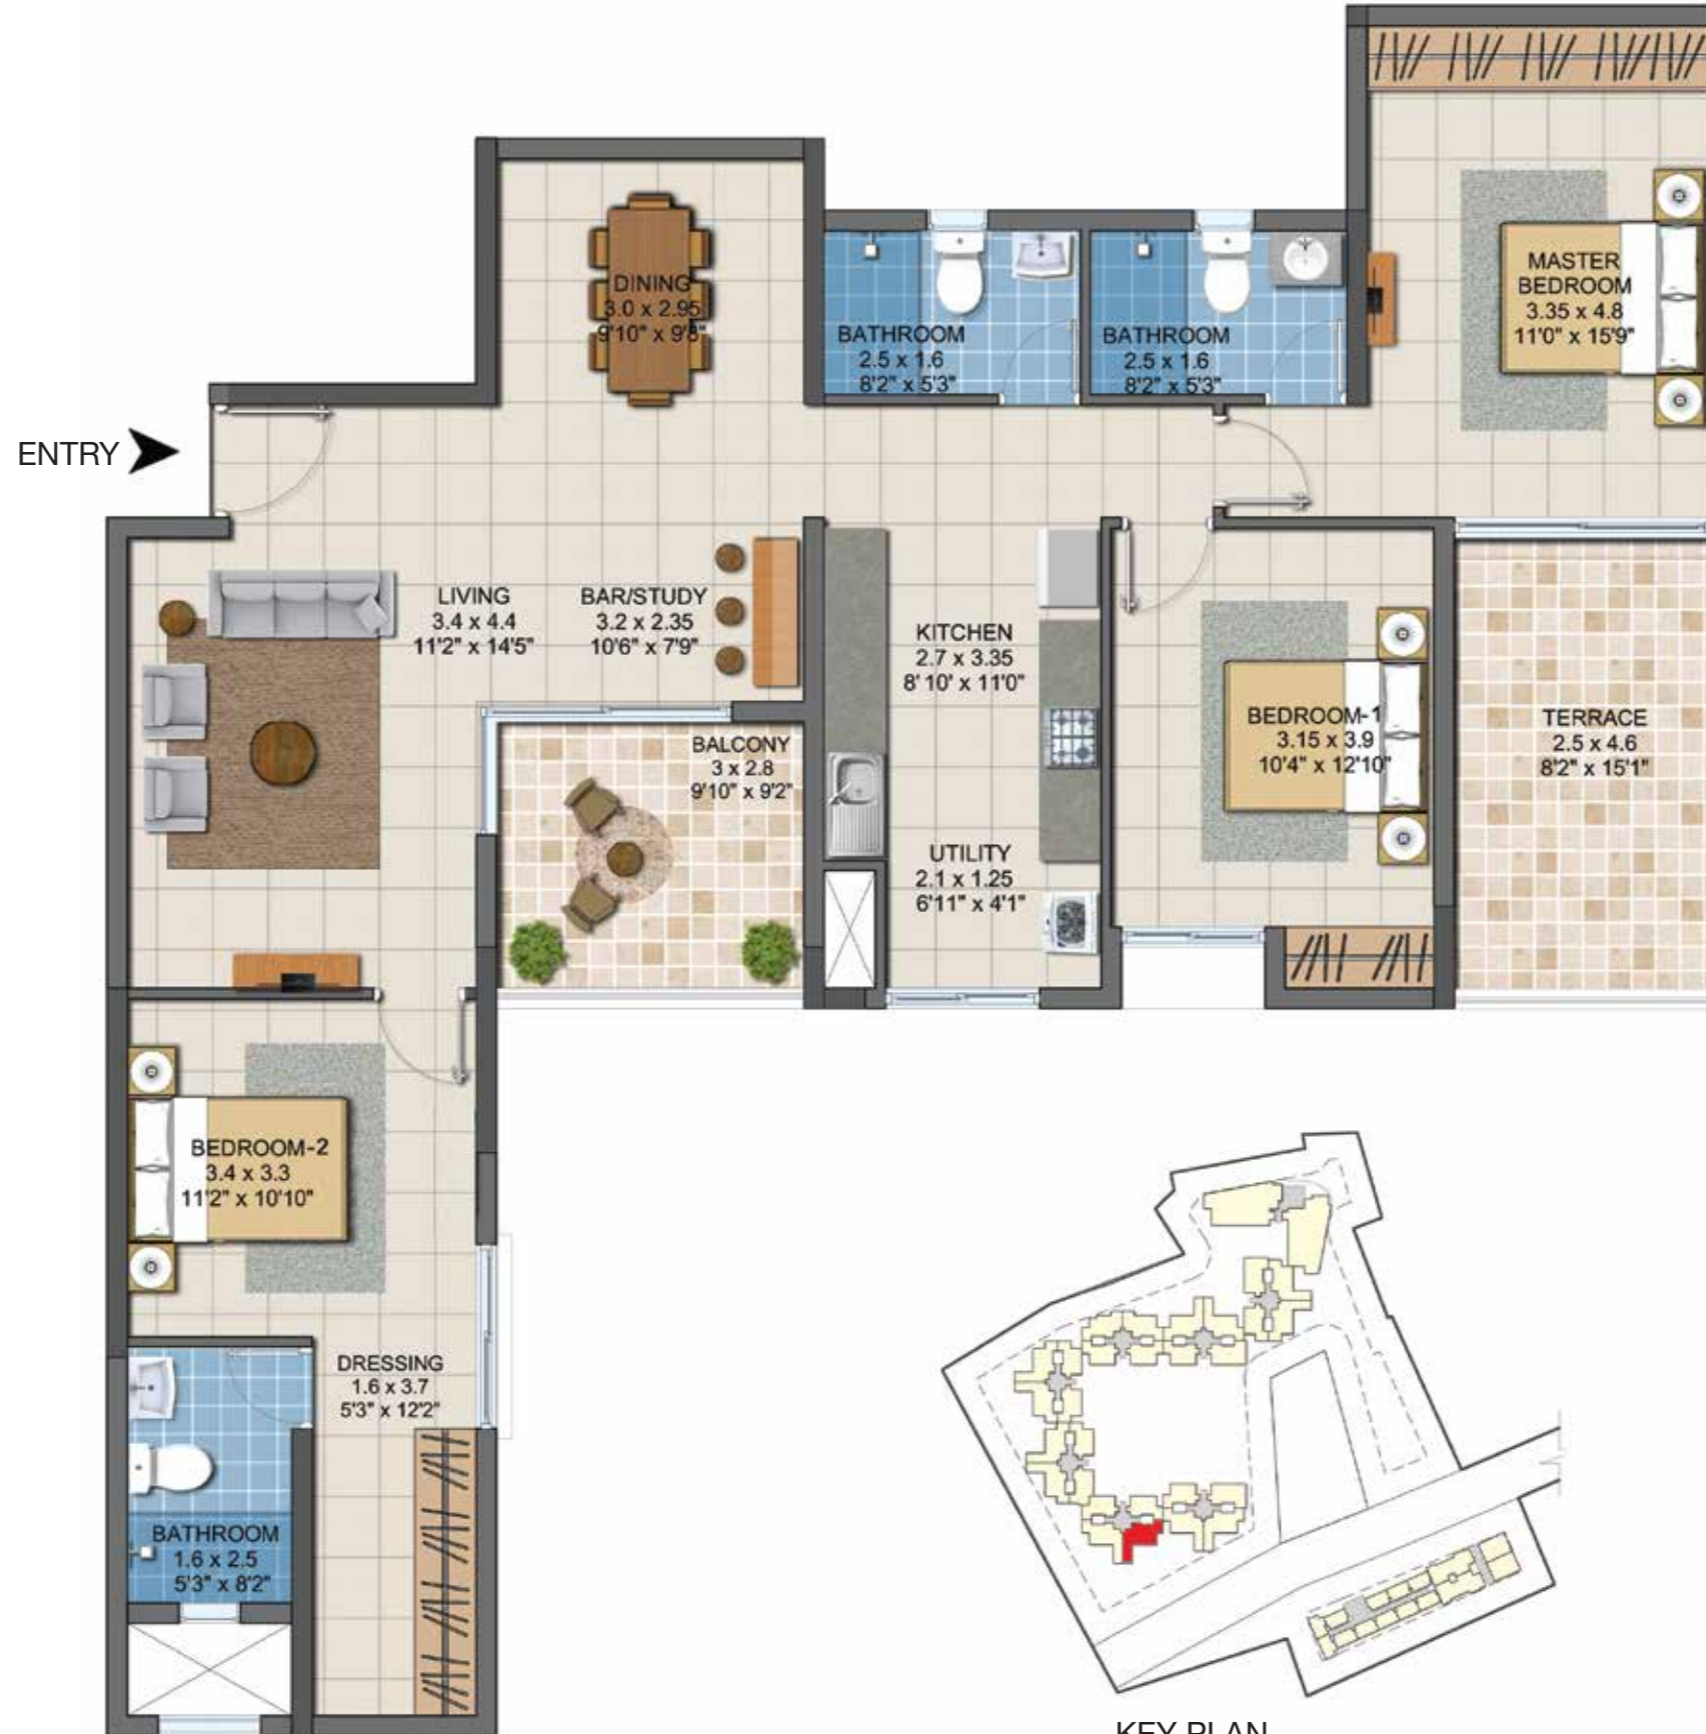 MASTER
BEDROOM
3.35 x 4.8
11'0" x 15'9"
DINING
3.0 x 2.95
9'10" x 9'8"
BATHROOM
2.5 x 1.6
8'2" x 5'3"
BATHROOM
2.5 x 1.6
8'2" x 5'3"
ENTRY
LIVING
3.4 x 4.4
11'2" x 14'5"
BAR/STUDY
3.2 x 2.35
10'6" x 7'9"
KITCHEN
2.7 x 3.35
8' 10' x 11'0"
BEDROOM-1
3.15 x 3.9
10'4" x 12'10"
TERRACE
2.5 x 4.6
8'2" x 15'1"
BALCONY
3 x 2.8
9'10" x 9'2"
UTILITY
2.1 x 1.25
6'11" x 4'1"
BEDROOM-2
3.4 x 3.3
11'2" x 10'10"
DRESSING
1.6 x 3.7
5'3" x 12'2"
BATHROOM
1.6 x 2.5
5'3" x 8'2"
KEY PLAN